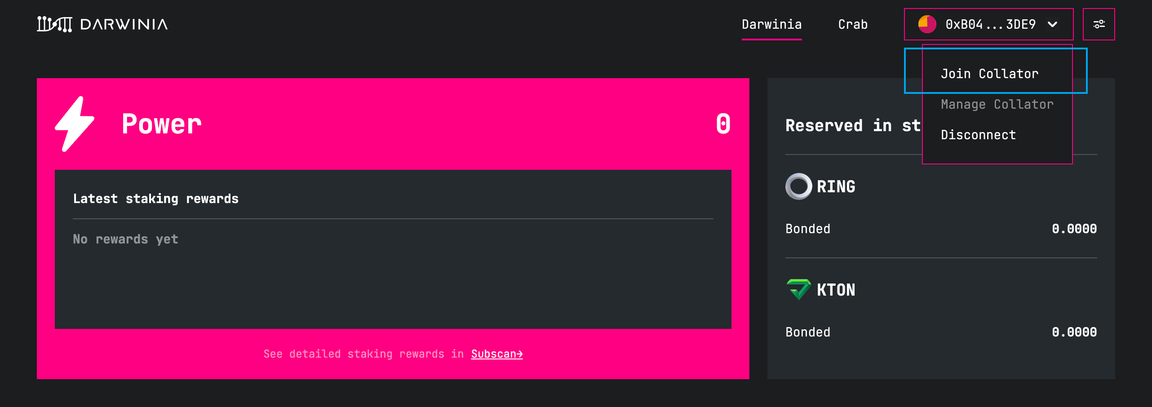 DARWINIA
Darwinia
Crab
0xB04...3DE9
Join Collator
Manage Collator
Disconnect
Power
0
Latest staking rewards
No rewards yet
See detailed staking rewards in Subscan→
Reserved in st
RING
Bonded 0.0000
KTON
Bonded 0.0000